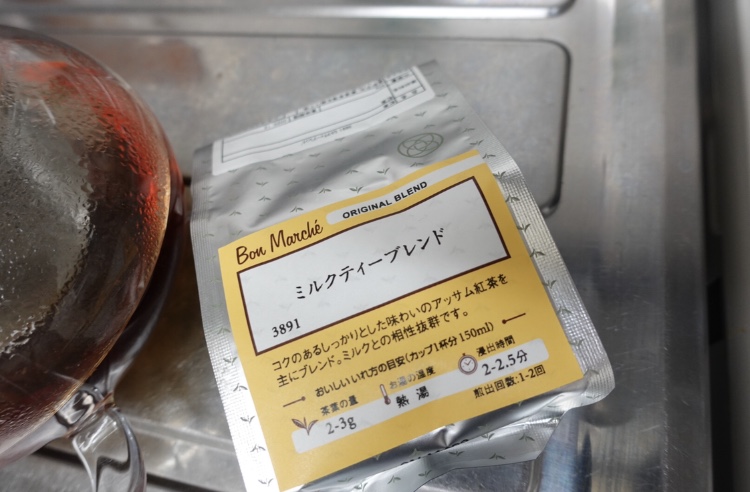 Bon Marché
ORIGINAL BLEND
ミルクティーブレンド
3891
コクのあるしっかりとした味わいのアッサム紅茶を
主にブレンド。ミルクとの相性抜群です。
おいしいいれ方の目安(カップ1杯分 150ml)
茶葉の量
2-3g
お湯の温度
熱湯
浸出時間
2-2.5分
煎出回数:1-2回